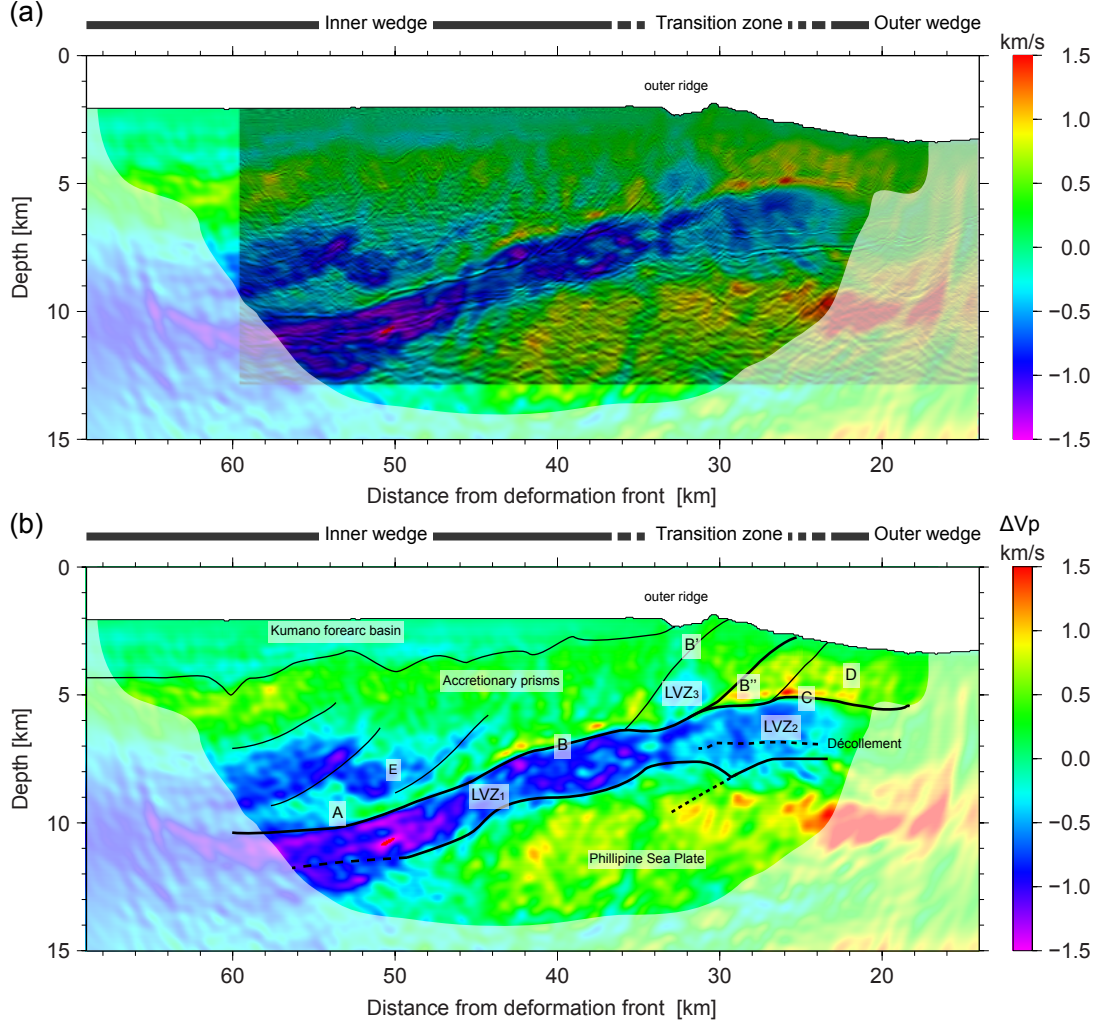 (a)
Inner wedge
Transition zone
Outer wedge
km/s
0
5
10
15
Depth [km]
outer ridge
1.5
1.0
0.5
0.0
−0.5
−1.0
−1.5
60
50
40
30
20
Distance from deformation front [km]
(b)
Inner wedge
Transition zone
Outer wedge
ΔVp
km/s
0
5
10
15
Depth [km]
outer ridge
Kumano forearc basin
B'
Accretionary prisms
D
LVZ3
B''
C
LVZ2
B
Décollement
E
LVZ1
A
Phillipine Sea Plate
1.5
1.0
0.5
0.0
−0.5
−1.0
−1.5
60
50
40
30
20
Distance from deformation front [km]